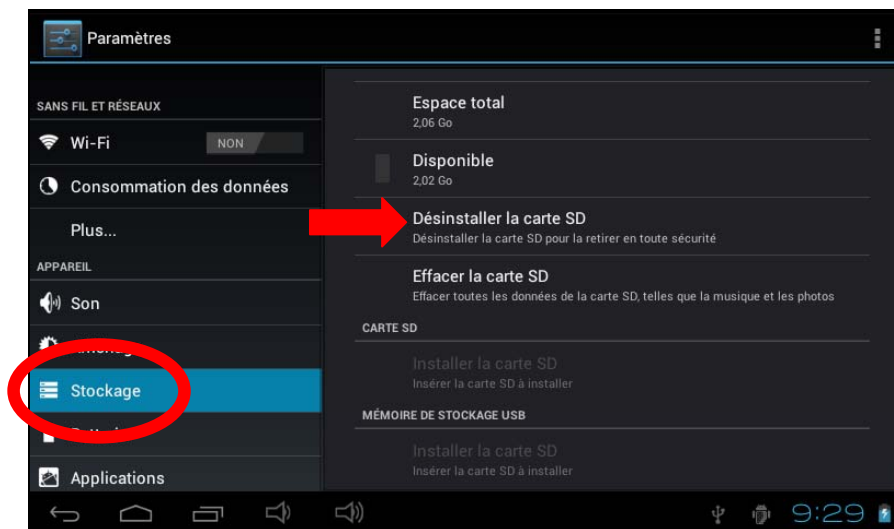 Paramètres
SANS FIL ET RÉSEAUX
Wi-Fi NON
Consommation des données
Plus...
APPAREIL
Son
Stockage
Applications
Espace total
2,06 Go
Disponible
2,02 Go
Désinstaller la carte SD
Désinstaller la carte SD pour la retirer en toute sécurité
Effacer la carte SD
Effacer toutes les données de la carte SD, telles que la musique et les photos
CARTE SD
Installer la carte SD
Insérer la carte SD à installer
MÉMOIRE DE STOCKAGE USB
Installer la carte SD
Insérer la carte SD à installer
9:29